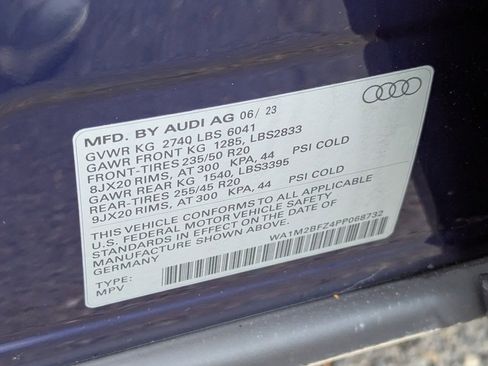 MFD. BY AUDI AG 06/ 23
GVWR KG 2740 LBS 6041
GAWR FRONT KG 1285, LBS2833
FRONT-TIRES 235/50 R20
8JX20 RIMS, AT 300 KPA, 44 PSI COLD
GAWR REAR KG 1540, LBS3395
REAR-TIRES 255/45 R20
9JX20 RIMS, AT 300 KPA, 44 PSI COLD
THIS VEHICLE CONFORMS TO ALL APPLICABLE
U.S. FEDERAL MOTOR VEHICLE SAFETY
STANDARDS IN EFFECT ON THE DATE OF
MANUFACTURE SHOWN ABOVE.
GERMANY
WA1M2BFZ4PP068732
TYPE:
MPV